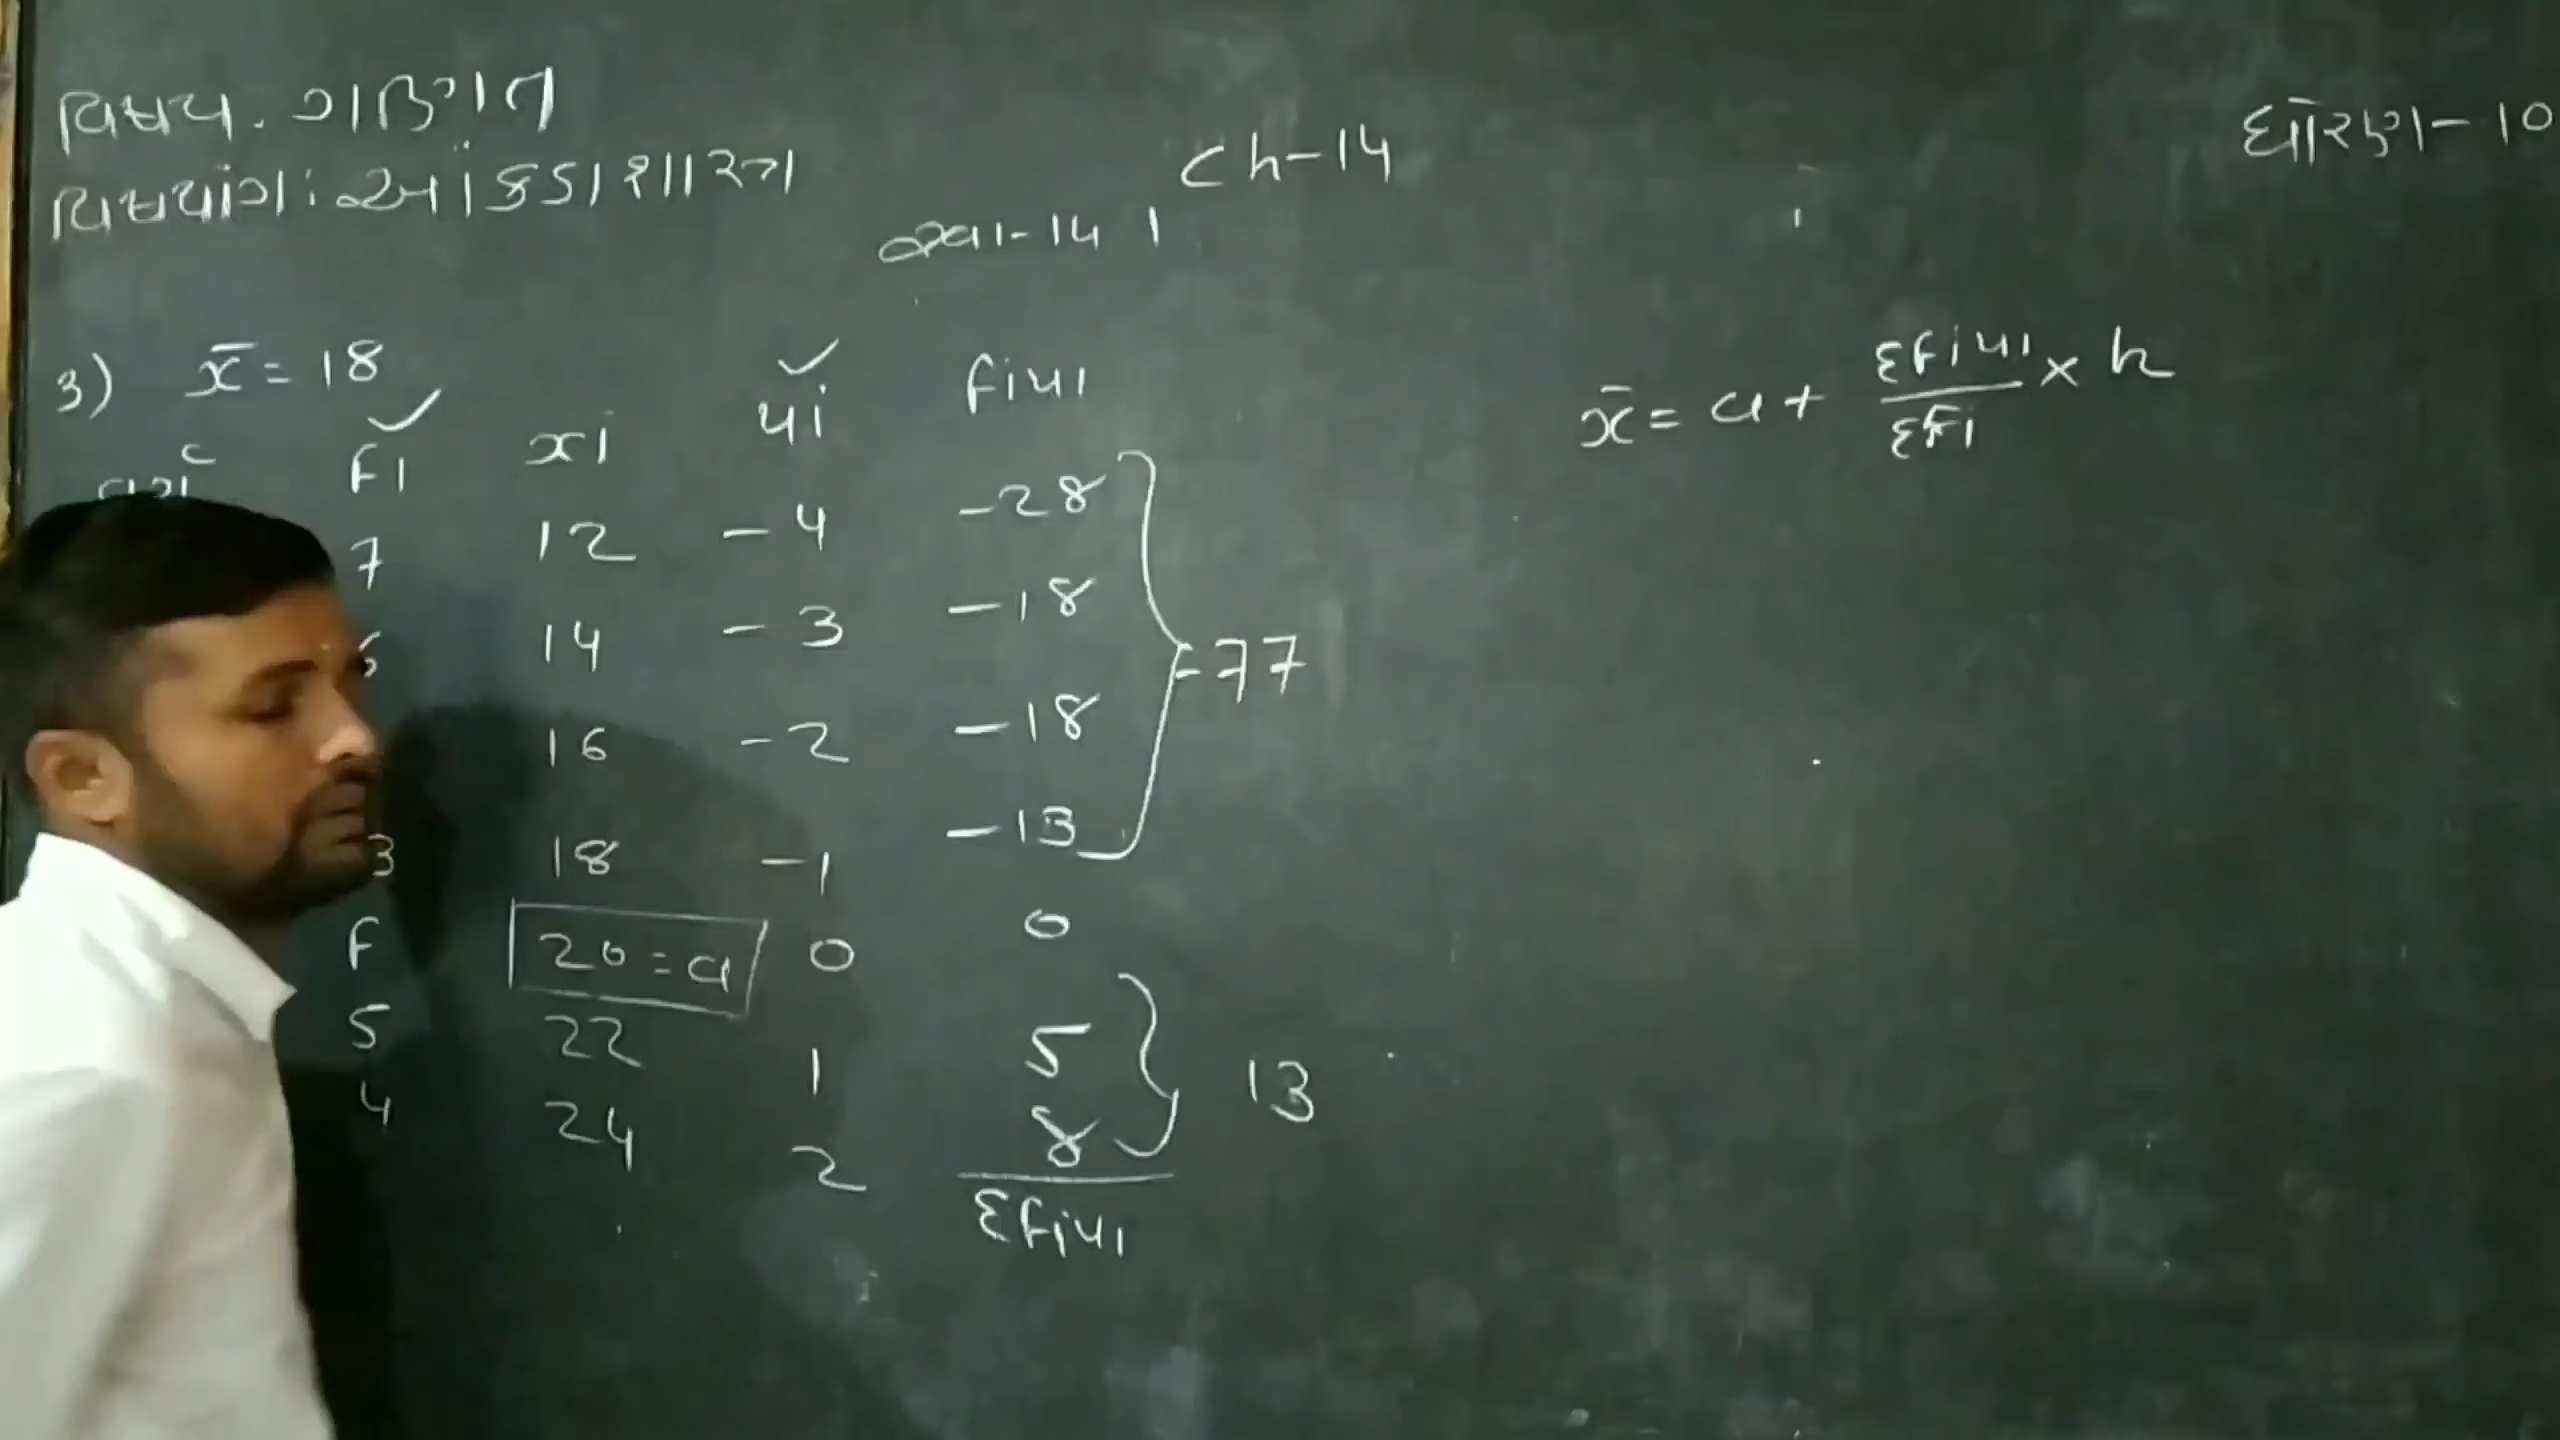 વિષય. ગણિત
વિષયાંગ: આંકડાશાસ્ત્ર
Ch-14
ધોરણ-10
સ્વા-14 1
3) x̄ = 18
✓ ✓
fi xi ui fiui
7 12 -4 -28
14 -3 -18
16 -2 -18
3 18 -1 -13
-77
F 20 = a 0 0
5 22 1 5
4 24 2 8
13
Σfiui
x̄ = a + Σfiui/Σfi × h